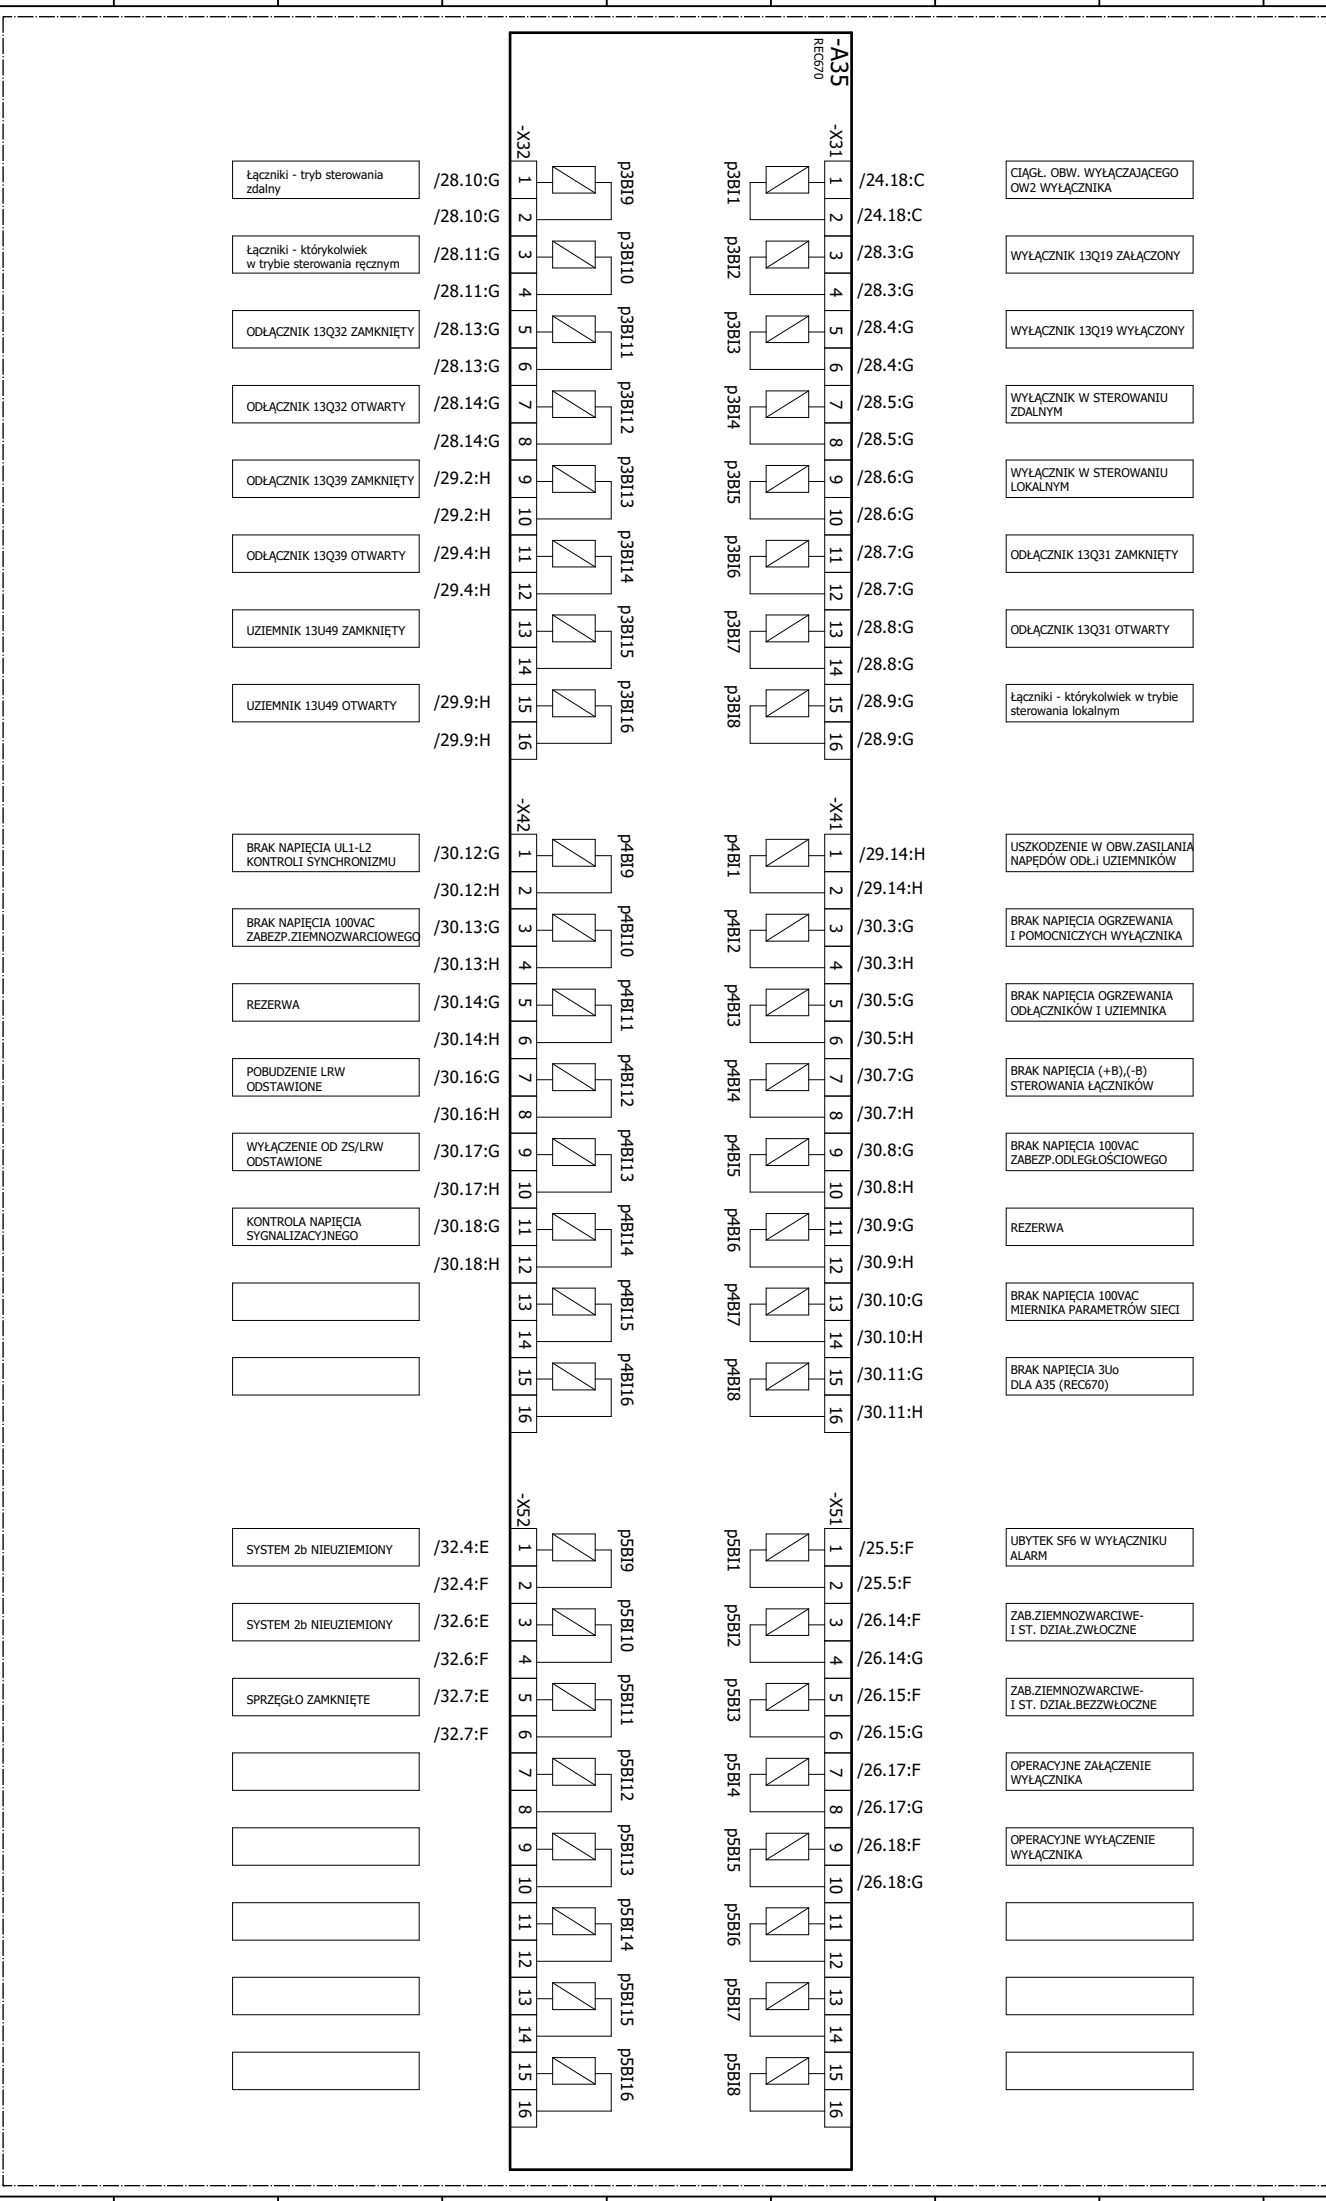 -A35
REC670
-X32
Łączniki - tryb sterowania
zdalny
/28.10:G 1 p3BI9
/28.10:G 2
Łączniki - którykolwiek
w trybie sterowania ręcznym
/28.11:G 3 p3BI10
/28.11:G 4
ODŁĄCZNIK 13Q32 ZAMKNIĘTY /28.13:G 5 p3BI11
/28.13:G 6
ODŁĄCZNIK 13Q32 OTWARTY /28.14:G 7 p3BI12
/28.14:G 8
ODŁĄCZNIK 13Q39 ZAMKNIĘTY /29.2:H 9 p3BI13
/29.2:H 10
ODŁĄCZNIK 13Q39 OTWARTY /29.4:H 11 p3BI14
/29.4:H 12
UZIEMNIK 13U49 ZAMKNIĘTY 13 p3BI15
14
UZIEMNIK 13U49 OTWARTY /29.9:H 15 p3BI16
/29.9:H 16
-X31
p3BI1 1 /24.18:C
CIĄGŁ. OBW. WYŁĄCZAJĄCEGO
OW2 WYŁĄCZNIKA
2 /24.18:C
p3BI2 3 /28.3:G WYŁĄCZNIK 13Q19 ZAŁĄCZONY
4 /28.3:G
p3BI3 5 /28.4:G WYŁĄCZNIK 13Q19 WYŁĄCZONY
6 /28.4:G
p3BI4 7 /28.5:G
WYŁĄCZNIK W STEROWANIU
ZDALNYM
8 /28.5:G
p3BI5 9 /28.6:G
WYŁĄCZNIK W STEROWANIU
LOKALNYM
10 /28.6:G
p3BI6 11 /28.7:G ODŁĄCZNIK 13Q31 ZAMKNIĘTY
12 /28.7:G
p3BI7 13 /28.8:G ODŁĄCZNIK 13Q31 OTWARTY
14 /28.8:G
p3BI8 15 /28.9:G
Łączniki - którykolwiek w trybie
sterowania lokalnym
16 /28.9:G
-X42
BRAK NAPIĘCIA UL1-L2
KONTROLI SYNCHRONIZMU
/30.12:G 1 p4BI9
/30.12:H 2
BRAK NAPIĘCIA 100VAC
ZABEZP.ZIEMNOZWARCIOWEGO
/30.13:G 3 p4BI10
/30.13:H 4
REZERWA /30.14:G 5 p4BI11
/30.14:H 6
POBUDZENIE LRW
ODSTAWIONE
/30.16:G 7 p4BI12
/30.16:H 8
WYŁĄCZENIE OD ZS/LRW
ODSTAWIONE
/30.17:G 9 p4BI13
/30.17:H 10
KONTROLA NAPIĘCIA
SYGNALIZACYJNEGO
/30.18:G 11 p4BI14
/30.18:H 12
13 p4BI15
14
15 p4BI16
16
-X41
p4BI1 1 /29.14:H
USZKODZENIE W OBW.ZASILANIA
NAPĘDÓW ODŁ.i UZIEMNIKÓW
2 /29.14:H
p4BI2 3 /30.3:G
BRAK NAPIĘCIA OGRZEWANIA
I POMOCNICZYCH WYŁĄCZNIKA
4 /30.3:H
p4BI3 5 /30.5:G
BRAK NAPIĘCIA OGRZEWANIA
ODŁĄCZNIKÓW I UZIEMNIKA
6 /30.5:H
p4BI4 7 /30.7:G
BRAK NAPIĘCIA (+B),(-B)
STEROWANIA ŁĄCZNIKÓW
8 /30.7:H
p4BI5 9 /30.8:G
BRAK NAPIĘCIA 100VAC
ZABEZP.ODLEGŁOŚCIOWEGO
10 /30.8:H
p4BI6 11 /30.9:G REZERWA
12 /30.9:H
p4BI7 13 /30.10:G
BRAK NAPIĘCIA 100VAC
MIERNIKA PARAMETRÓW SIECI
14 /30.10:H
p4BI8 15 /30.11:G
BRAK NAPIĘCIA 3Uo
DLA A35 (REC670)
16 /30.11:H
-X52
SYSTEM 2b NIEUZIEMIONY /32.4:E 1 p5BI9
/32.4:F 2
SYSTEM 2b NIEUZIEMIONY /32.6:E 3 p5BI10
/32.6:F 4
SPRZĘGŁO ZAMKNIĘTE /32.7:E 5 p5BI11
/32.7:F 6
7 p5BI12
8
9 p5BI13
10
11 p5BI14
12
13 p5BI15
14
15 p5BI16
16
-X51
p5BI1 1 /25.5:F
UBYTEK SF6 W WYŁĄCZNIKU
ALARM
2 /25.5:F
p5BI2 3 /26.14:F
ZAB.ZIEMNOZWARCIWE-
I ST. DZIAŁ.ZWŁOCZNE
4 /26.14:G
p5BI3 5 /26.15:F
ZAB.ZIEMNOZWARCIWE-
I ST. DZIAŁ.BEZZWŁOCZNE
6 /26.15:G
p5BI4 7 /26.17:F
OPERACYJNE ZAŁĄCZENIE
WYŁĄCZNIKA
8 /26.17:G
p5BI5 9 /26.18:F
OPERACYJNE WYŁĄCZENIE
WYŁĄCZNIKA
10 /26.18:G
p5BI6 11
12
p5BI7 13
14
p5BI8 15
16